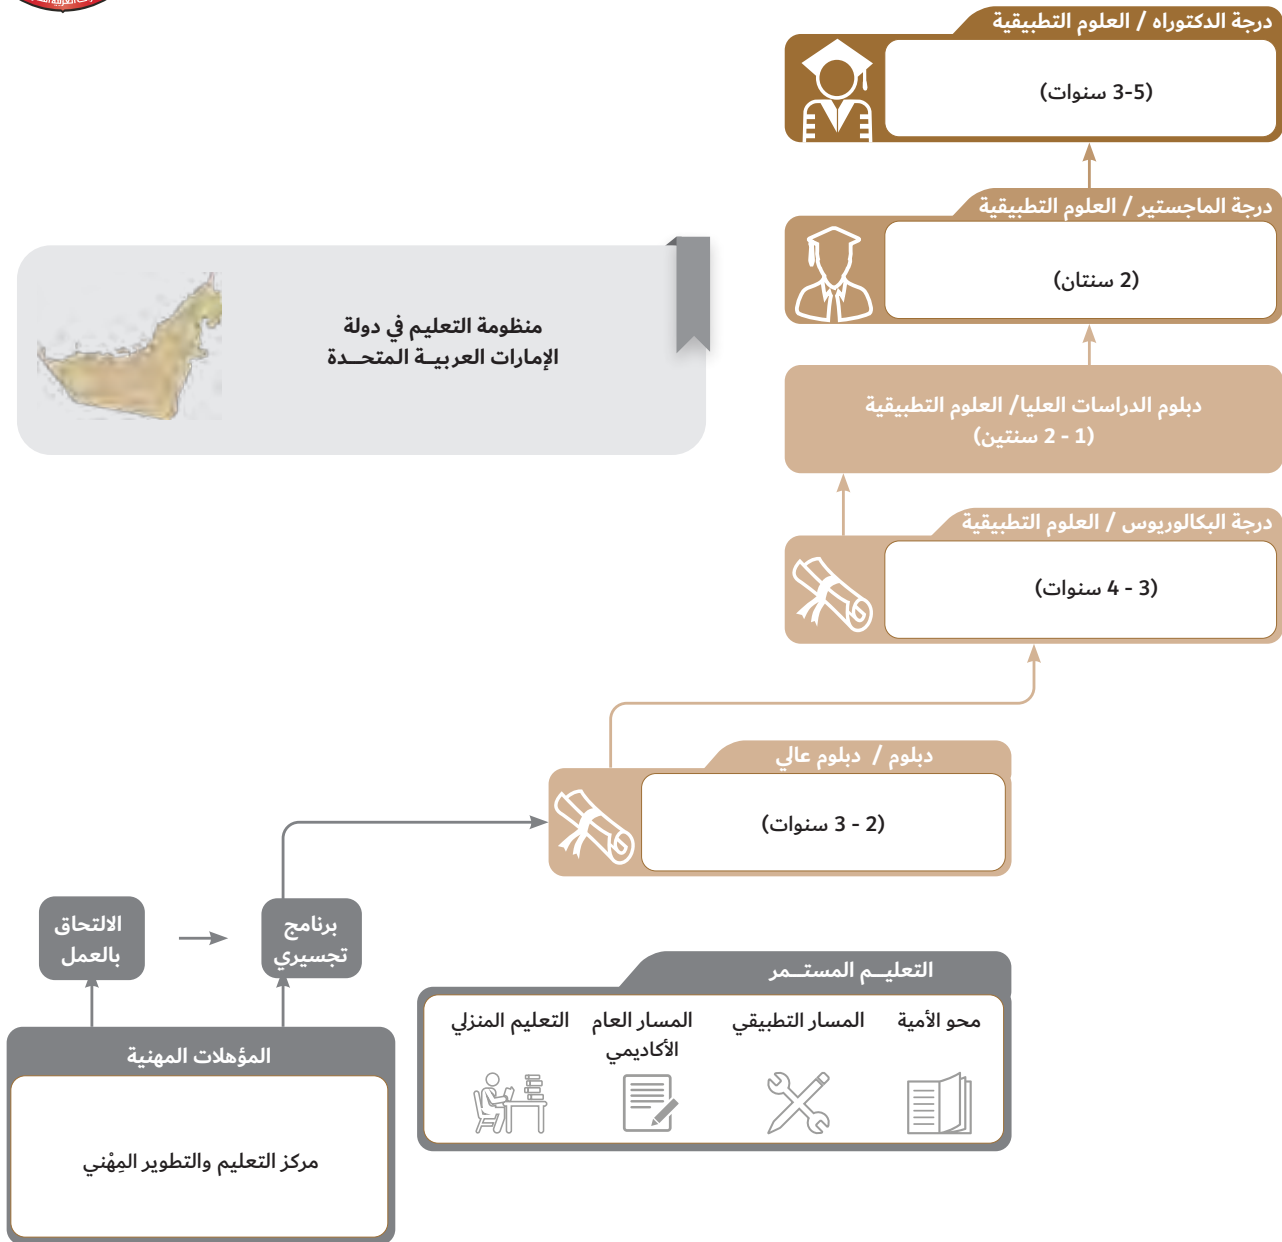 درجة الدكتوراه / العلوم التطبيقية
(3-5 سنوات)
درجة الماجستير / العلوم التطبيقية
(2 سنتان)
منظومة التعليم في دولة
الإمارات العربيــة المتحــدة
دبلوم الدراسات العليا/ العلوم التطبيقية
(1 - 2 سنتين)
درجة البكالوريوس / العلوم التطبيقية
(3 - 4 سنوات)
دبلوم / دبلوم عالي
(2 - 3 سنوات)
برنامج
تجسيري
الالتحاق
بالعمل
التعليــم المستــمر
محو الأمية
المسار التطبيقي
المسار العام
الأكاديمي
التعليم المنزلي
المؤهلات المهنية
مركز التعليم والتطوير المِهْني